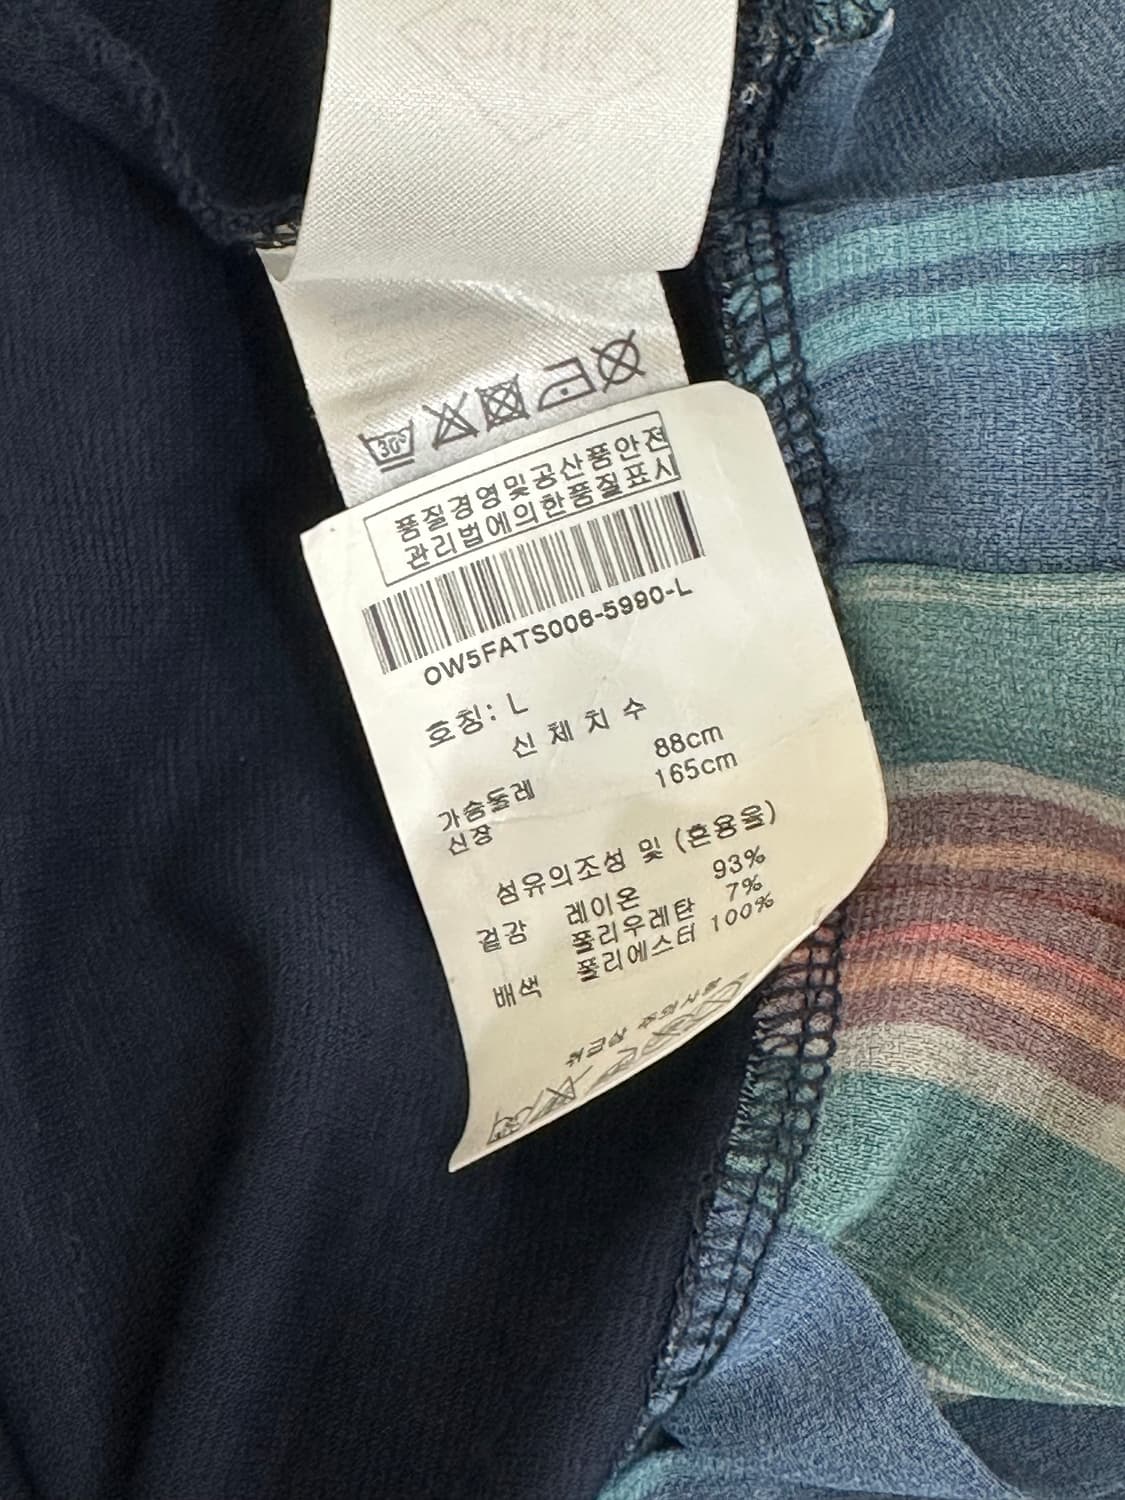 30°
품질경영및공산품안전
관리법에의한품질표시
OW5FATS006-5990-L
호칭: L
신 체 치 수
가슴둘레 88cm
신장 165cm
섬유의조성 및 (혼용율)
겉감 레이온 93%
폴리우레탄 7%
배색 폴리에스터 100%